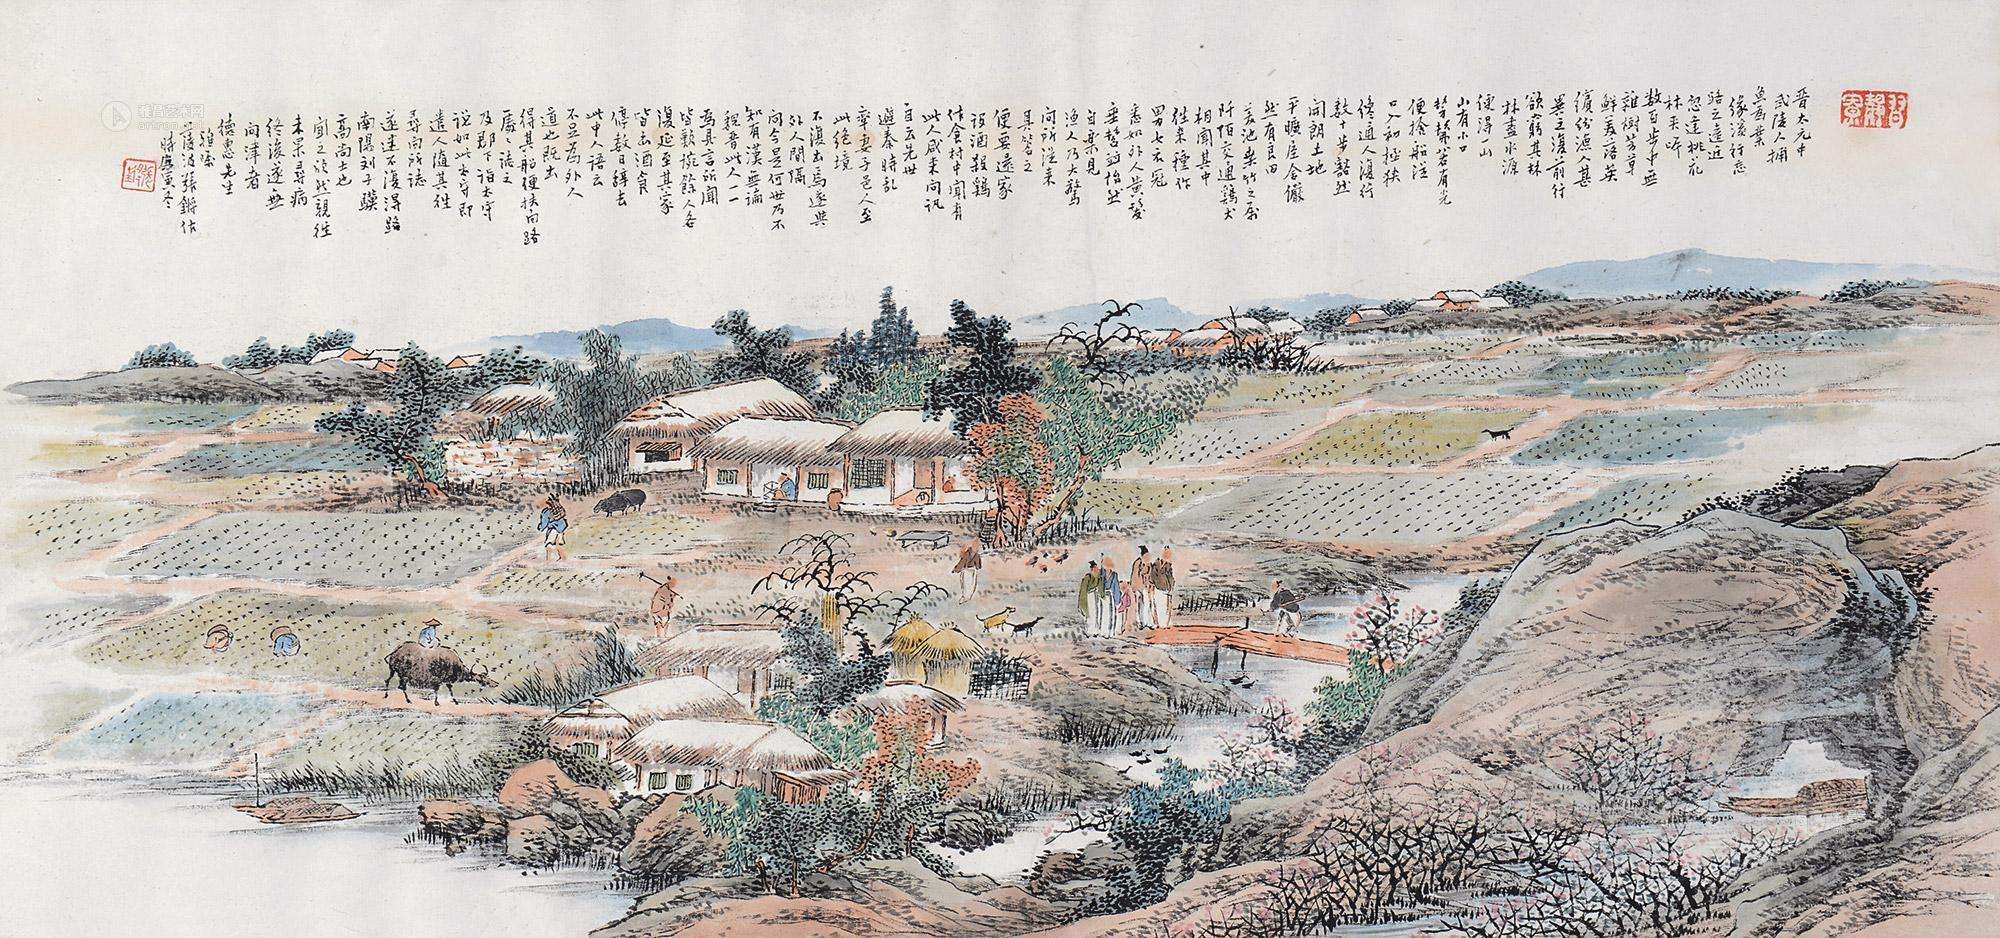 晉太元中
武陵人捕
魚為業
緣溪行忘
路之遠近
忽逢桃花
林夾岸
數百步中無
雜樹芳草
鮮美落英
繽紛漁人甚
異之復前行
欲窮其林
林盡水源
便得一山
山有小口
髣髴若有光
便捨船從
口入初極狹
通人復行
數十步豁然
開朗土地
平曠屋舍儼
然有良田
美池桑竹之屬
阡陌交通雞犬
相聞其中
往來種作
男女衣冠
悉如外人黃髮
垂髫並怡然
自樂見
漁人乃大驚
問所從來
具答之
便要還家
設酒殺雞
作食村中聞有
此人咸來問訊
自云先世
避秦時亂
率妻子邑人至
此絕境
不復出焉遂與
外人間隔
問今是何世乃不
知有漢無論
魏晉此人一一
為具言所聞
皆歎惋餘人各
復延至其家
皆出酒食
停數日辭去
此中人語云
不足為外人
道也既出
得其船便扶向路
處〻誌之
及郡下詣太守
說如此太守即
遣人隨其往
尋向所誌
遂迷不復得路
南陽劉子驥
高尚士也
聞之欣然親往
未果尋病
終後遂無
問津者
德惠先生
雅屬
時庚寅冬
雅昌艺术网
artron.net